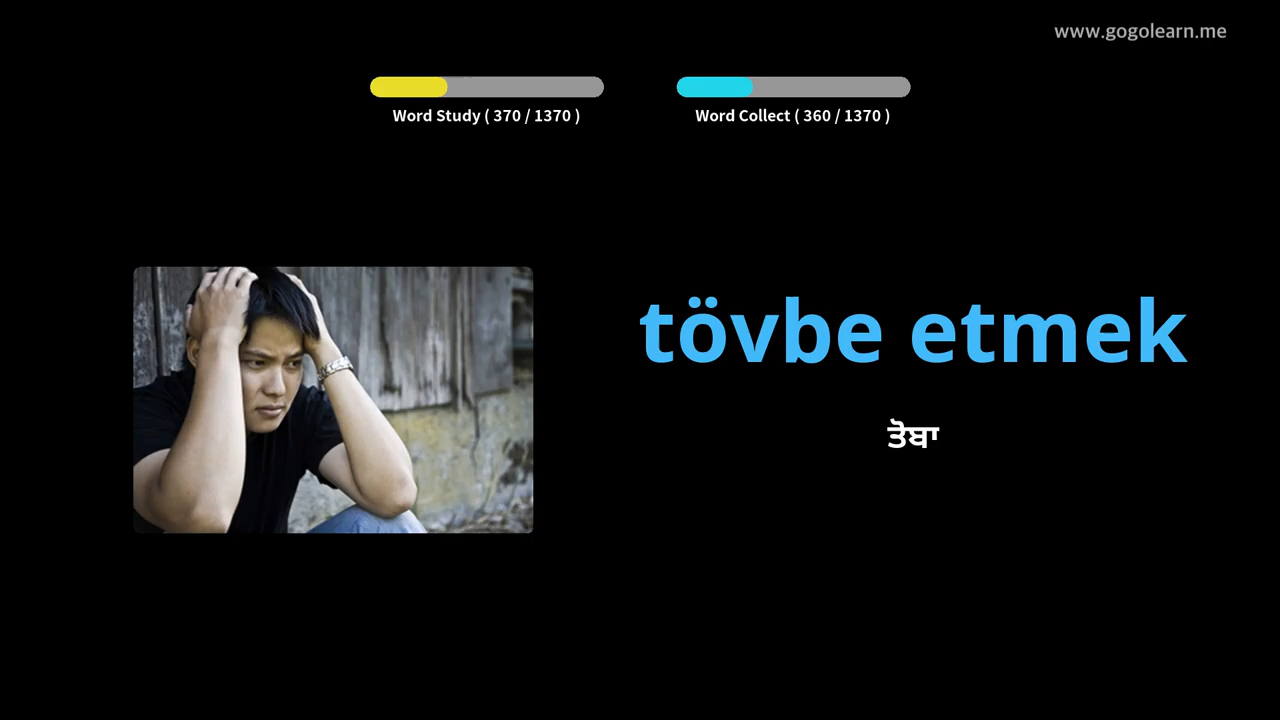 www.gogolearn.me
Word Study ( 370 / 1370 )
Word Collect ( 360 / 1370 )
tövbe etmek
ਤੋਬਾ